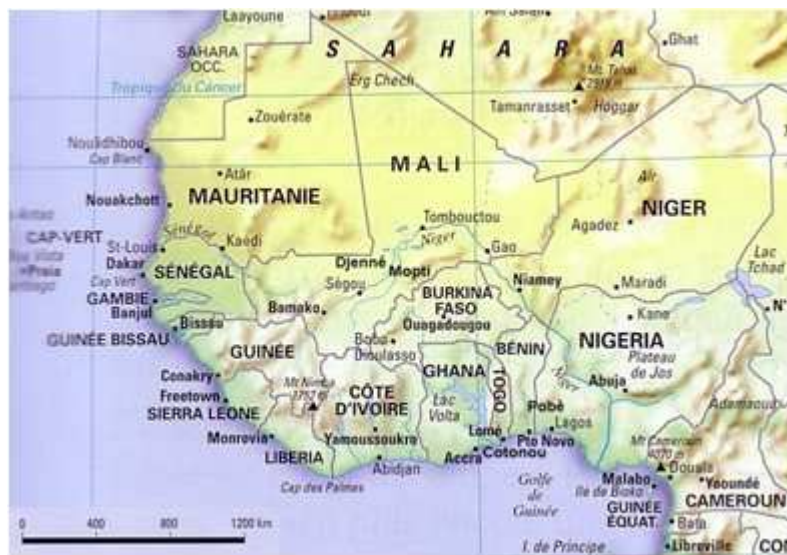 Laayoune
SAHARA
OCC.
S A H A R A
Ghat
Erg Chech
Mt. Tahat
2918 m
Tropique Du Cancer
Tamanrasset
Hoggar
Zouérate
Nouâdhibou
Cap Blanc
Atâr
MALI
MAURITANIE
Aïr
Nouakchott
Tombouctou
Agadez
NIGER
CAP-VERT
Sénégal
Niger
St-Louis
Kaédi
Gao
Lac
Tchad
Praia
Dakar
Cap Vert
SÉNÉGAL
Djenné
Mopti
Niamey
Maradi
Ségou
GAMBIE
Banjul
Bamako
BURKINA
FASO
Kano
N'
Bissau
GUINÉE BISSAU
Ouagadougou
NIGERIA
Bobo
Dioulasso
BÉNIN
GUINÉE
Plateau
de Jos
Conakry
Mt Nimba
1752 m
GHANA
TOGO
Abuja
Freetown
SIERRA LEONE
CÔTE
D'IVOIRE
Lac
Volta
Pobè
Lagos
Adamaoua
Monrovia
Yamoussoukro
Lomé
Pto Novo
Mt Cameroun
4070 m
LIBERIA
Abidjan
Accra
Cotonou
Douala
Cap des Palmes
Golfe
de
Guinée
Malabo
Ile de Bioko
Yaoundé
GUINÉE
ÉQUAT.
CAMEROUN
Bata
0 400 800 1200 km
I. de Principe
Libreville
CON